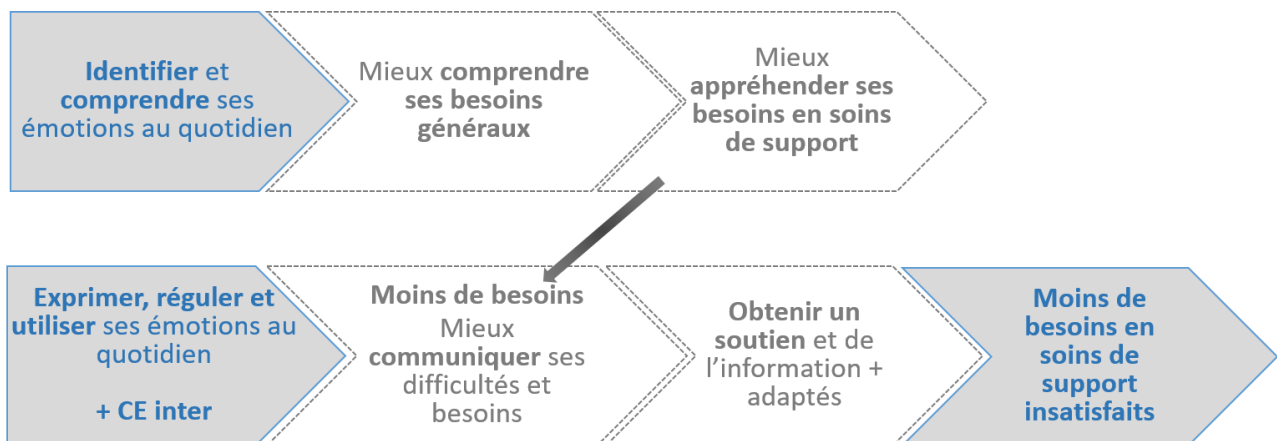 Identifier et
comprendre ses
émotions au quotidien
Mieux comprendre
ses besoins
généraux
Mieux
appréhender ses
besoins en soins
de support
Exprimer, réguler et
utiliser ses émotions au
quotidien
+ CE inter
Moins de besoins
Mieux
communiquer ses
difficultés et
besoins
Obtenir un
soutien et de
l'information +
adaptés
Moins de
besoins en
soins de
support
insatisfaits